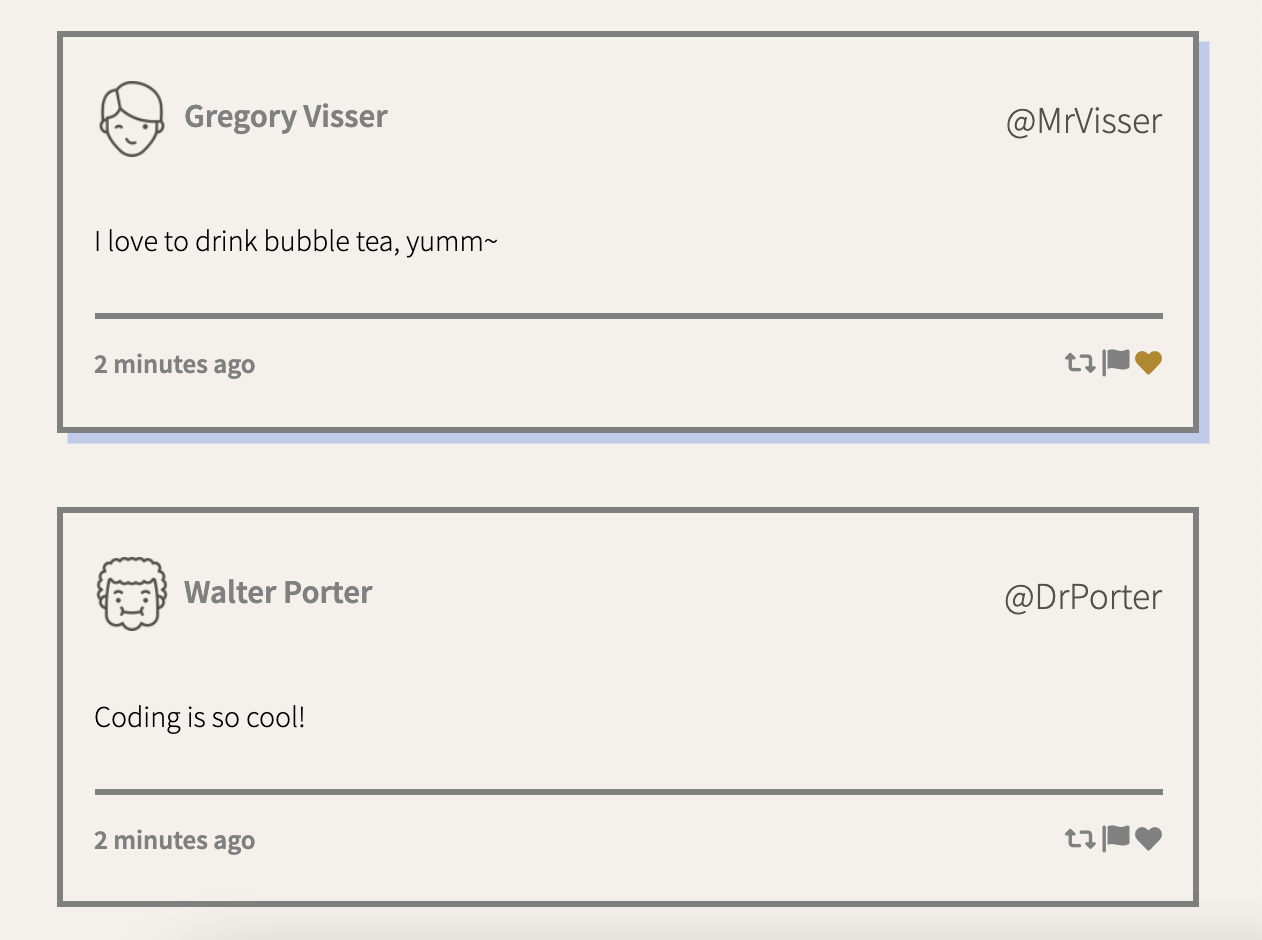 Gregory Visser
@MrVisser
I love to drink bubble tea, yumm~
2 minutes ago
Walter Porter
@DrPorter
Coding is so cool!
2 minutes ago